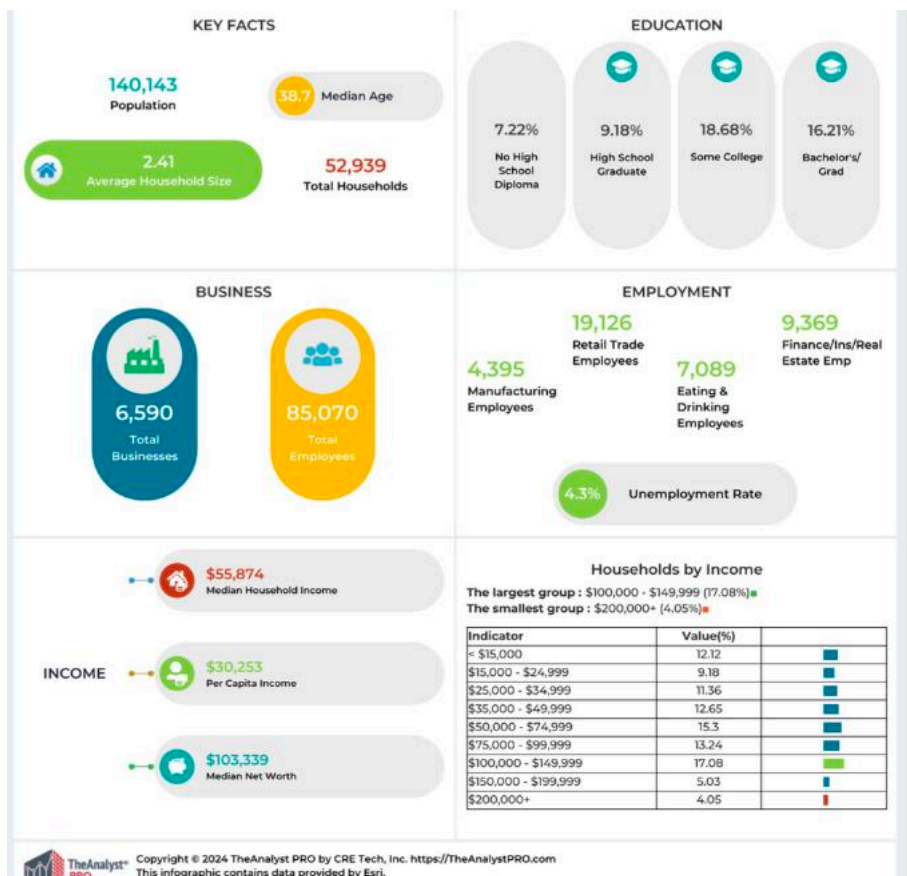 KEY FACTS
140,143
Population
38.7 Median Age
2.41
Average Household Size
52,939
Total Households
EDUCATION
7.22%
No High
School
Diploma
9.18%
High School
Graduate
18.68%
Some College
16.21%
Bachelor's/
Grad
BUSINESS
6,590
Total
Businesses
85,070
Total
Employees
EMPLOYMENT
4,395
Manufacturing
Employees
19,126
Retail Trade
Employees
7,089
Eating &
Drinking
Employees
9,369
Finance/Ins/Real
Estate Emp
4.3% Unemployment Rate
INCOME
$55,874
Median Household Income
$30,253
Per Capita Income
$103,339
Median Net Worth
Households by Income
The largest group : $100,000 - $149,999 (17.08%)
The smallest group : $200,000+ (4.05%)
Indicator Value(%)
< $15,000 12.12
$15,000 - $24,999 9.18
$25,000 - $34,999 11.36
$35,000 - $49,999 12.65
$50,000 - $74,999 15.3
$75,000 - $99,999 13.24
$100,000 - $149,999 17.08
$150,000 - $199,999 5.03
$200,000+ 4.05
TheAnalyst®
PRO
Copyright © 2024 TheAnalyst PRO by CRE Tech, Inc. https://TheAnalystPRO.com
This infographic contains data provided by Esri.